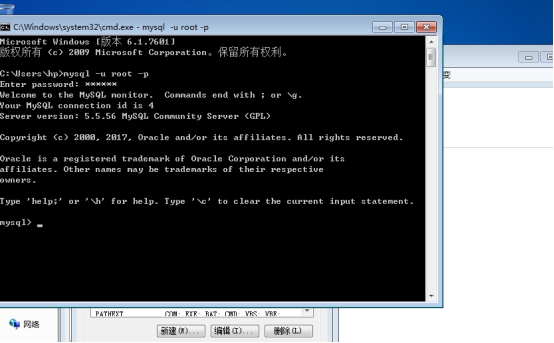 C:\Windows\system32\cmd.exe - mysql -u root -p
Microsoft Windows [版本 6.1.7601]
版权所有 (c) 2009 Microsoft Corporation。保留所有权利。
C:\Users\hp>mysql -u root -p
Enter password: ******
Welcome to the MySQL monitor.  Commands end with ; or \g.
Your MySQL connection id is 4
Server version: 5.5.56 MySQL Community Server (GPL)
Copyright (c) 2000, 2017, Oracle and/or its affiliates. All rights reserved.
Oracle is a registered trademark of Oracle Corporation and/or its
affiliates. Other names may be trademarks of their respective
owners.
Type 'help;' or '\h' for help. Type '\c' to clear the current input statement.
mysql> _
变
PATHEXT .COM;.EXE;.BAT;.CMD;.VBS;.VBE;
网络
新建(W)... 编辑(I)... 删除(L)